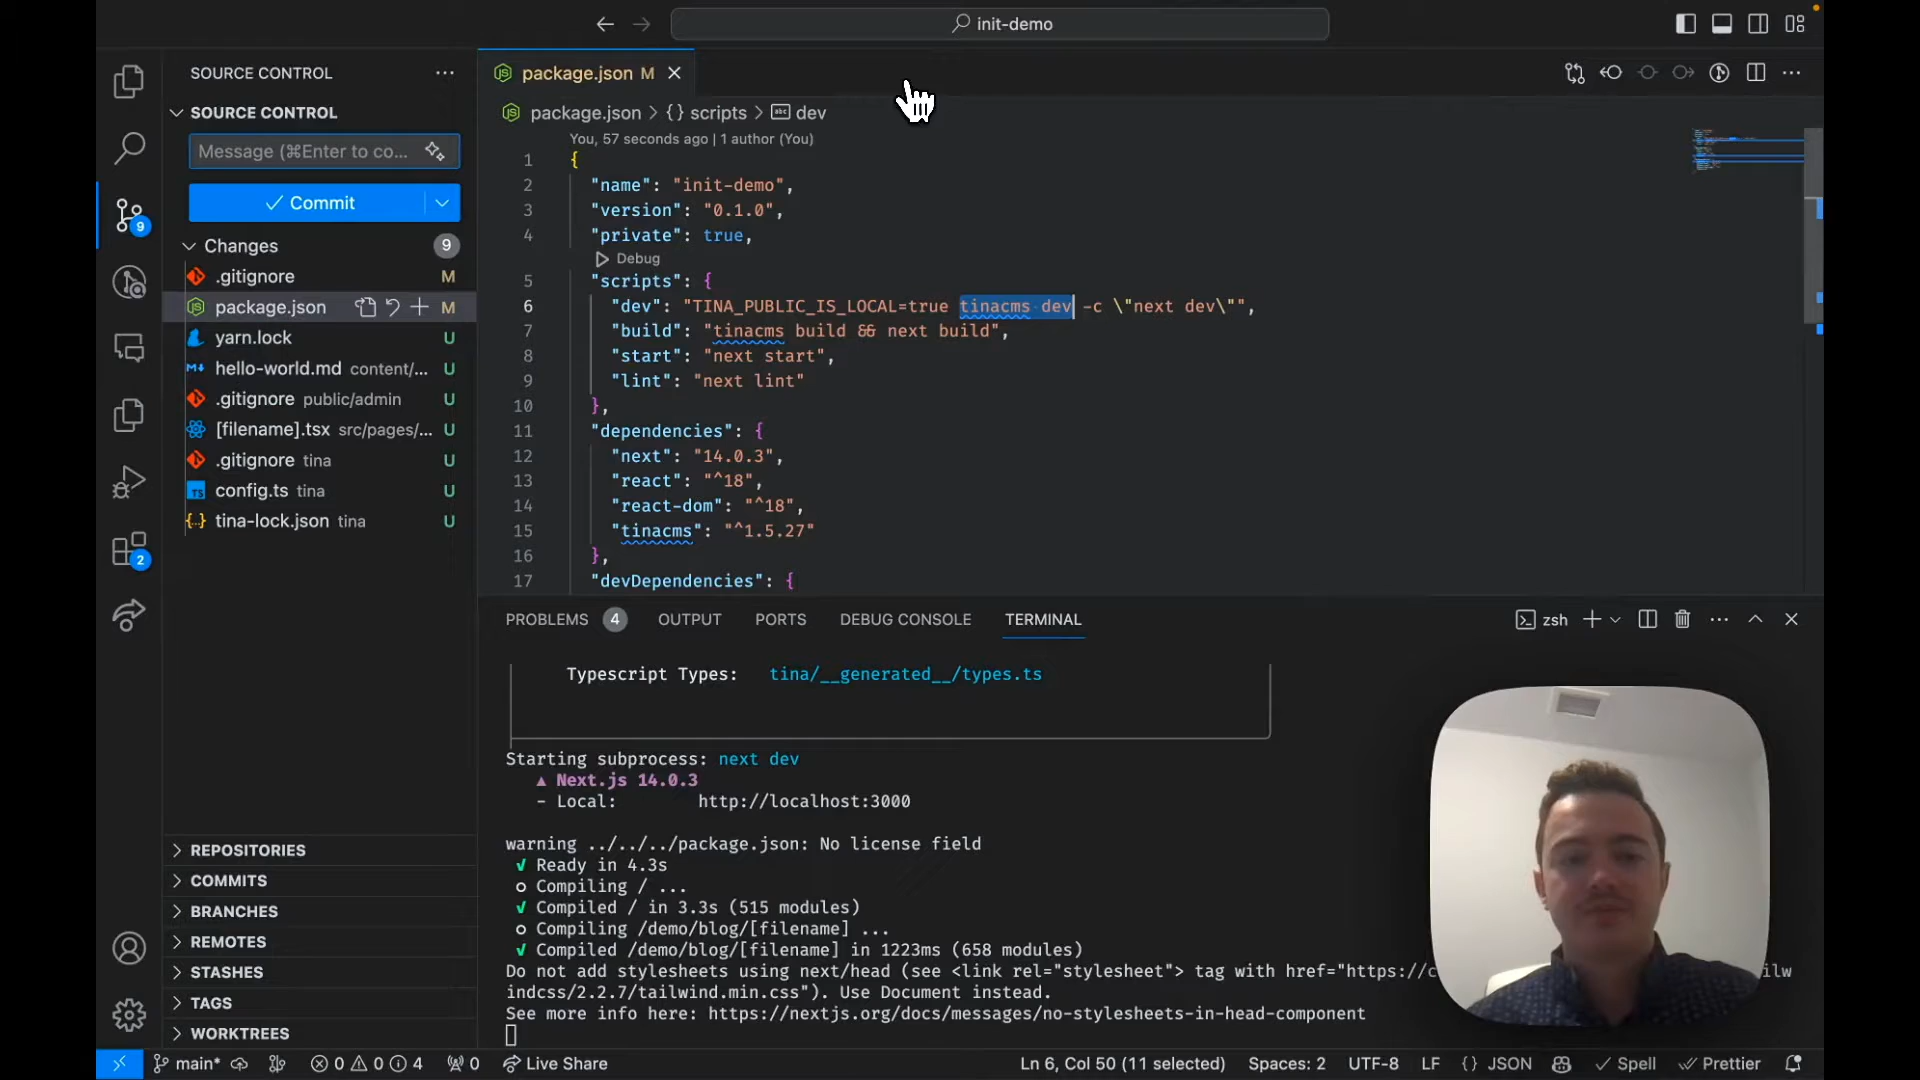 init-demo
SOURCE CONTROL
SOURCE CONTROL
Message (⌘Enter to co...
Commit
Changes 9
.gitignore M
package.json M
yarn.lock U
hello-world.md content/... U
.gitignore public/admin U
[filename].tsx src/pages/... U
.gitignore tina U
config.ts tina U
tina-lock.json tina U
REPOSITORIES
COMMITS
BRANCHES
REMOTES
STASHES
TAGS
WORKTREES
9
2
package.json M
package.json > {} scripts > dev
You, 57 seconds ago | 1 author (You)
1 {
2 "name": "init-demo",
3 "version": "0.1.0",
4 "private": true,
Debug
5 "scripts": {
6 "dev": "TINA_PUBLIC_IS_LOCAL=true tinacms dev -c \"next dev\"",
7 "build": "tinacms build && next build",
8 "start": "next start",
9 "lint": "next lint"
10 },
11 "dependencies": {
12 "next": "14.0.3",
13 "react": "^18",
14 "react-dom": "^18",
15 "tinacms": "^1.5.27"
16 },
17 "devDependencies": {
PROBLEMS 4 OUTPUT PORTS DEBUG CONSOLE TERMINAL
zsh
Typescript Types: tina/__generated__/types.ts
Starting subprocess: next dev
▲ Next.js 14.0.3
- Local: http://localhost:3000
warning ../../../package.json: No license field
✓ Ready in 4.3s
○ Compiling / ...
✓ Compiled / in 3.3s (515 modules)
○ Compiling /demo/blog/[filename] ...
✓ Compiled /demo/blog/[filename] in 1223ms (658 modules)
Do not add stylesheets using next/head (see <link rel="stylesheet"> tag with href="https://c ilw
indcss/2.2.7/tailwind.min.css"). Use Document instead.
See more info here: https://nextjs.org/docs/messages/no-stylesheets-in-head-component
main* 0 0 4 0 Live Share Ln 6, Col 50 (11 selected) Spaces: 2 UTF-8 LF {} JSON Spell Prettier